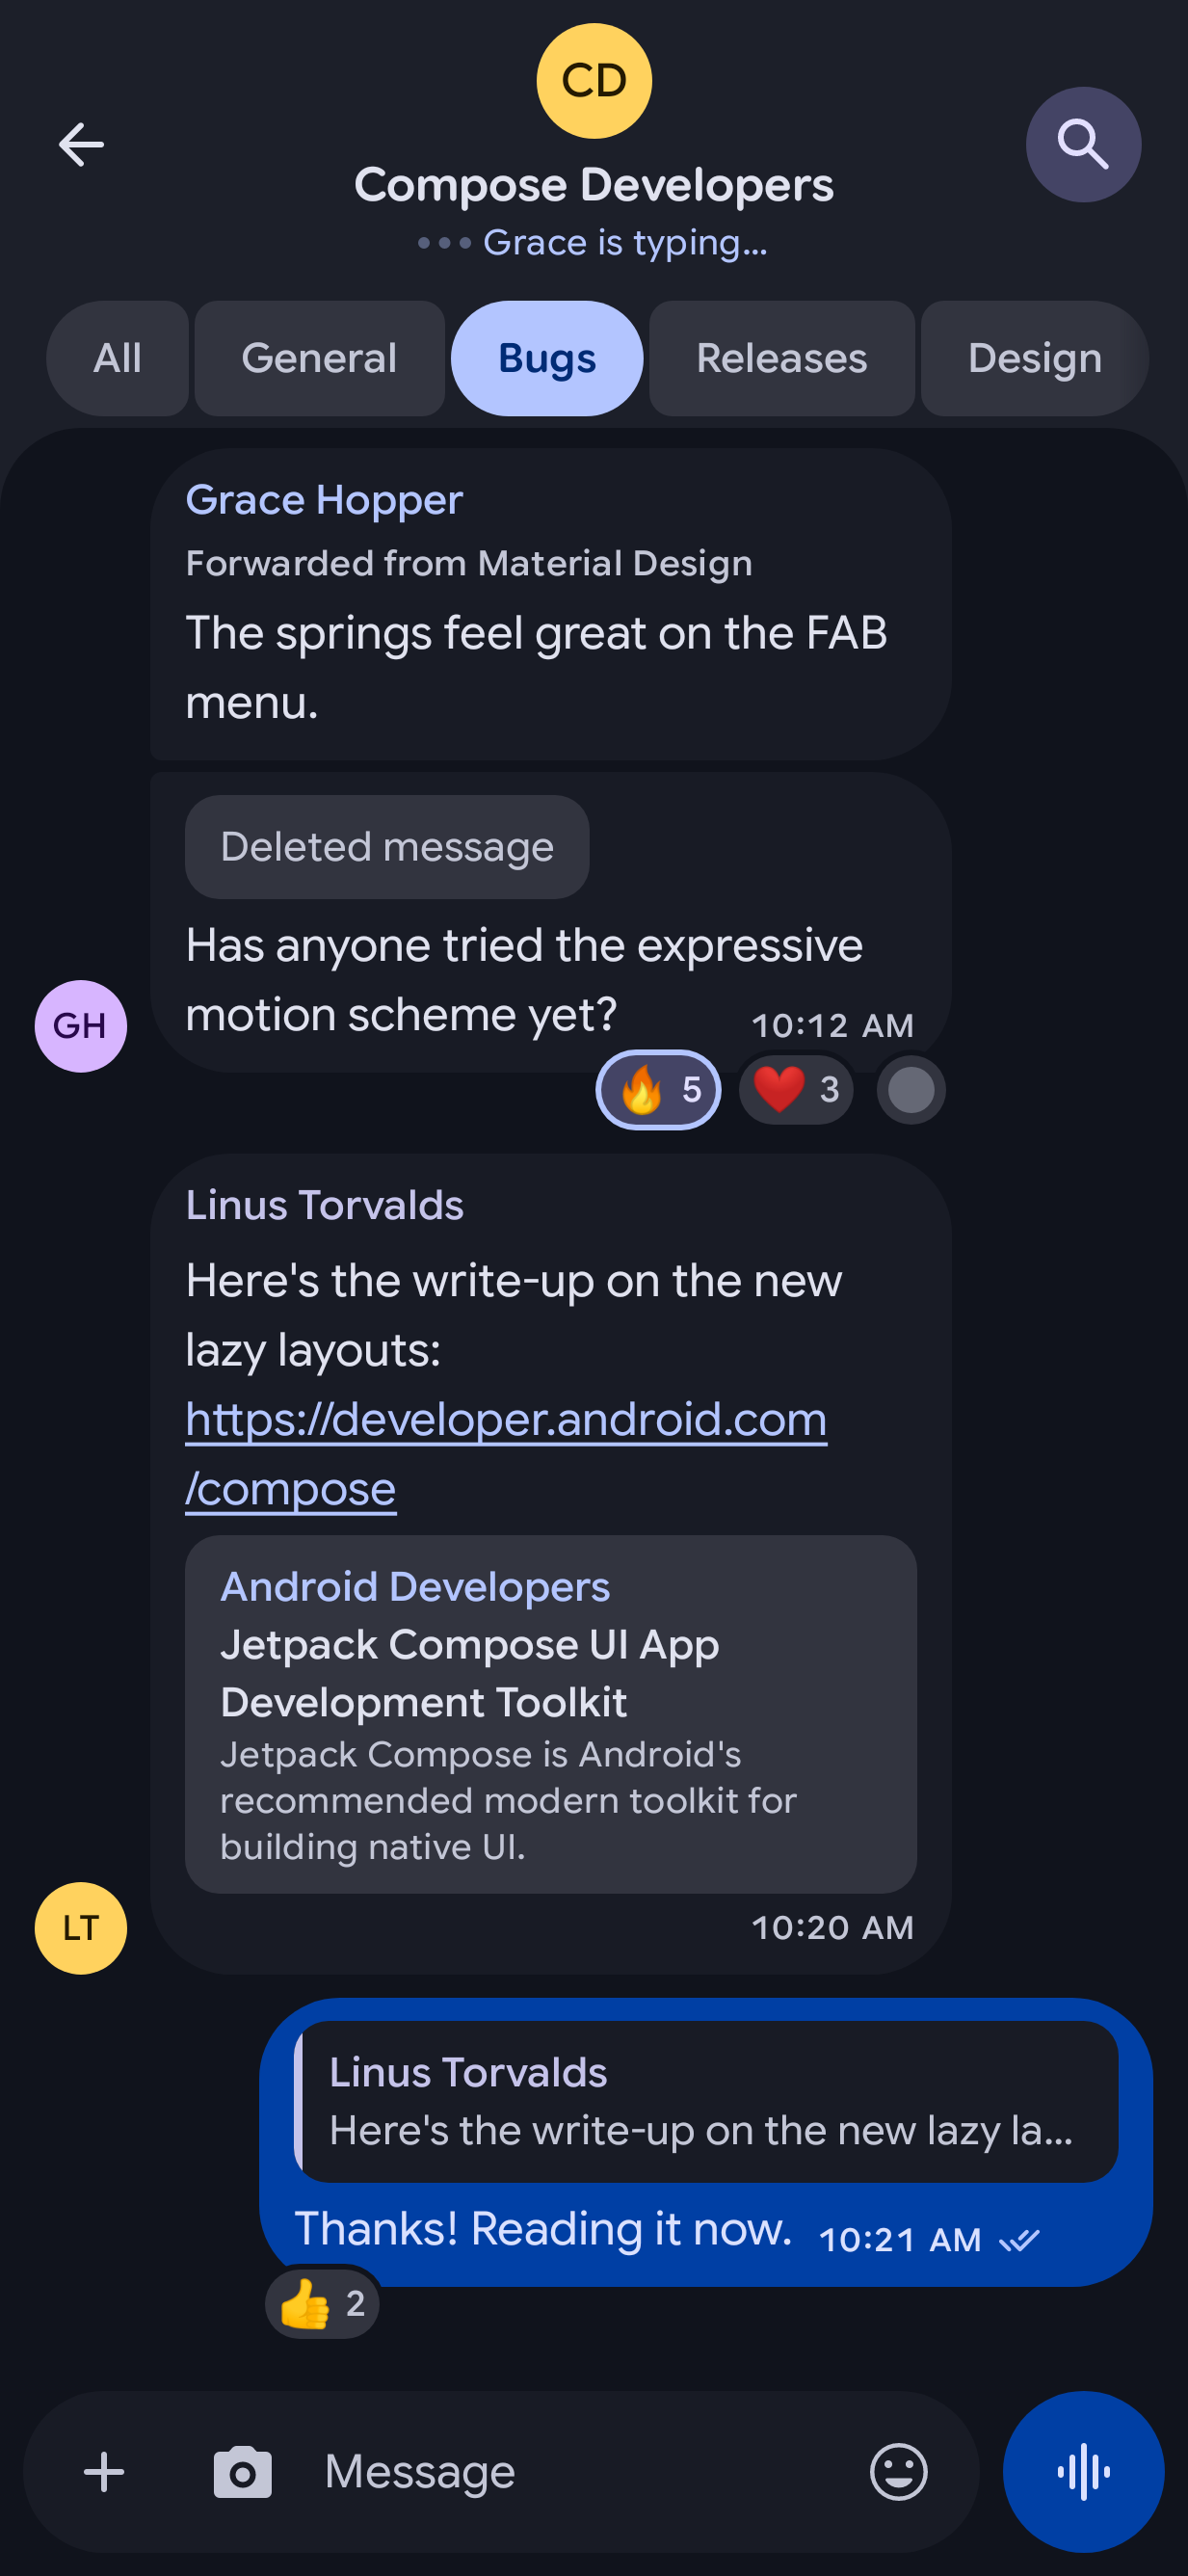 CD
Compose Developers
Grace is typing...
All
General
Bugs
Releases
Design
Grace Hopper
Forwarded from Material Design
The springs feel great on the FAB
menu.
Deleted message
Has anyone tried the expressive
motion scheme yet?
10:12 AM
GH
5
3
Linus Torvalds
Here's the write-up on the new
lazy layouts:
https://developer.android.com
/compose
Android Developers
Jetpack Compose UI App
Development Toolkit
Jetpack Compose is Android's
recommended modern toolkit for
building native UI.
LT
10:20 AM
Linus Torvalds
Here's the write-up on the new lazy la...
Thanks! Reading it now.
10:21 AM
2
Message